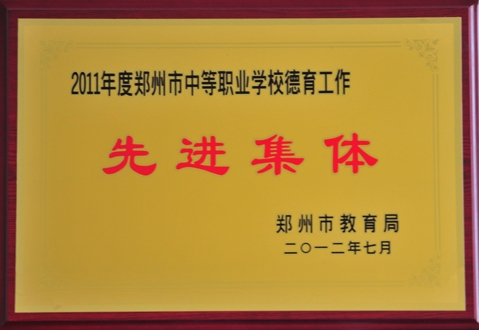 2011年度郑州市中等职业学校德育工作
先进集体
郑州市教育局
二〇一二年七月